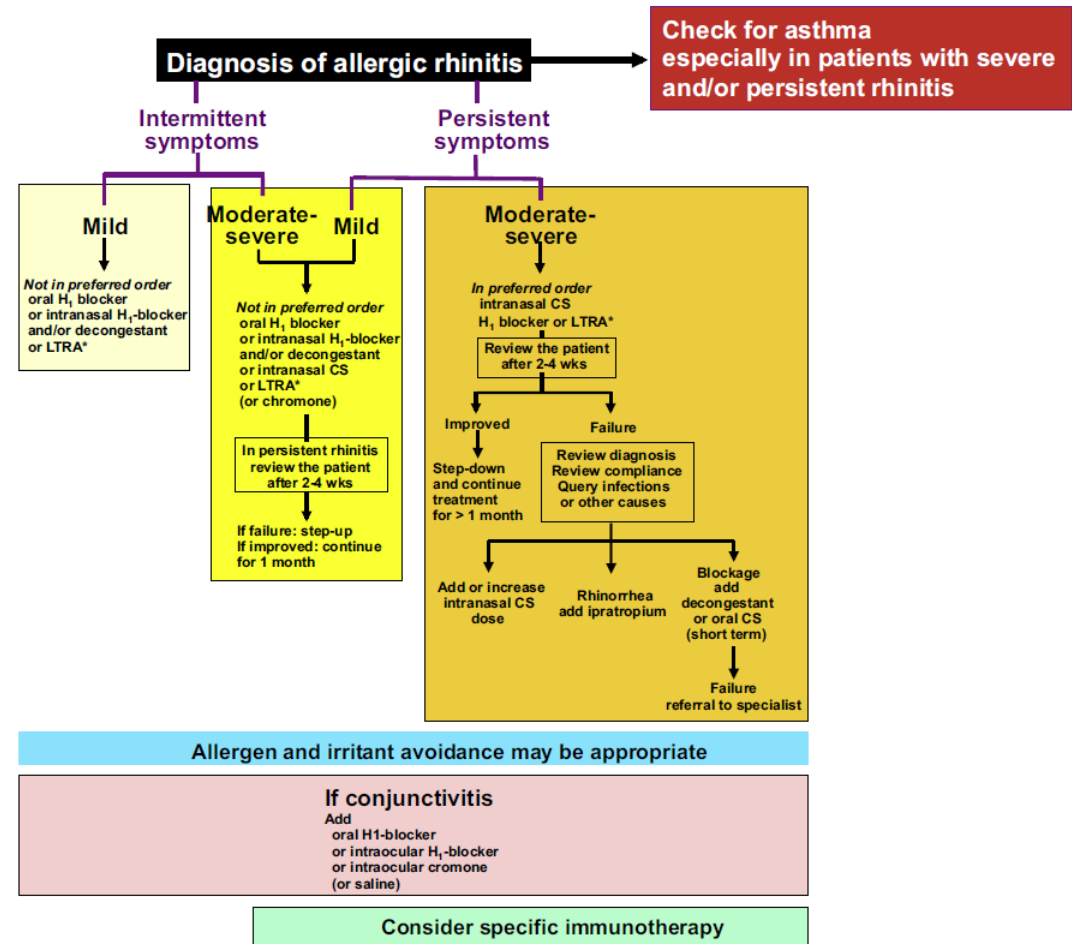 Check for asthma
especially in patients with severe
and/or persistent rhinitis
Diagnosis of allergic rhinitis
Intermittent
symptoms
Persistent
symptoms
Mild
Not in preferred order
oral H₁ blocker
or intranasal H₁-blocker
and/or decongestant
or LTRA*
Moderate-
severe
Mild
Not in preferred order
oral H₁ blocker
or intranasal H₁-blocker
and/or decongestant
or intranasal CS
or LTRA*
(or chromone)
In persistent rhinitis
review the patient
after 2-4 wks
If failure: step-up
If improved: continue
for 1 month
Moderate-
severe
In preferred order
intranasal CS
H₁ blocker or LTRA*
Review the patient
after 2-4 wks
Improved
Step-down
and continue
treatment
for > 1 month
Failure
Review diagnosis
Review compliance
Query infections
or other causes
Add or increase
intranasal CS
dose
Rhinorrhea
add ipratropium
Blockage
add
decongestant
or oral CS
(short term)
Failure
referral to specialist
Allergen and irritant avoidance may be appropriate
If conjunctivitis
Add
oral H1-blocker
or intraocular H₁-blocker
or intraocular cromone
(or saline)
Consider specific immunotherapy